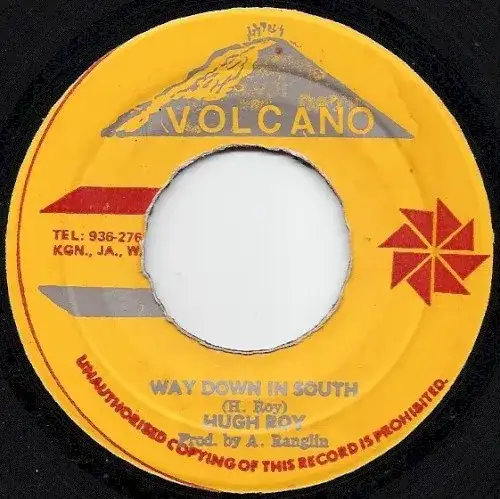 VOLCANO
TEL: 936-276
KGN., JA., W.
WAY DOWN IN SOUTH
(H. Roy)
HUGH ROY
Prod. by A. Ranglin
UNAUTHORISED COPYING OF THIS RECORD IS PROHIBITED.